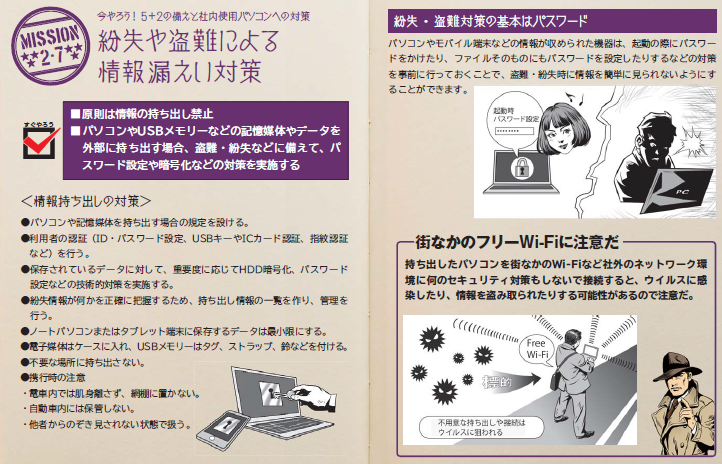 MISSION
2・7
今やろう！5+2の備えと社内使用パソコンへの対策
紛失や盗難による
情報漏えい対策
すぐやろう
■原則は情報の持ち出し禁止
■パソコンやUSBメモリーなどの記憶媒体やデータを
外部に持ち出す場合、盗難・紛失などに備えて、パ
スワード設定や暗号化などの対策を実施する
＜情報持ち出しの対策＞
●パソコンや記憶媒体を持ち出す場合の規定を設ける。
●利用者の認証（ID・パスワード設定、USBキーやICカード認証、指紋認証
など）を行う。
●保存されているデータに対して、重要度に応じてHDD暗号化、パスワード
設定などの技術的対策を実施する。
●紛失情報が何かを正確に把握するため、持ち出し情報の一覧を作り、管理を
行う。
●ノートパソコンまたはタブレット端末に保存するデータは最小限にする。
●電子媒体はケースに入れ、USBメモリーはタグ、ストラップ、鈴などを付ける。
●不要な場所に持ち出さない。
●携行時の注意
・電車内では肌身離さず、網棚に置かない。
・自動車内には保管しない。
・他者からのぞき見されない状態で扱う。
紛失・盗難対策の基本はパスワード
パソコンやモバイル端末などの情報が収められた機器は、起動の際にパスワー
ドをかけたり、ファイルそのものにもパスワードを設定したりするなどの対策
を事前に行っておくことで、盗難・紛失時に情報を簡単に見られないようにす
ることができます。
起動時
パスワード設定
********
PC
街なかのフリーWi-Fiに注意だ
持ち出したパソコンを街なかのWi-Fiなど社外のネットワーク環
境に何のセキュリティ対策もしないで接続すると、ウイルスに感
染したり、情報を盗み取られたりする可能性があるので注意だ。
Free
Wi-Fi
標的
不用意な持ち出しや接続は
ウイルスに狙われる